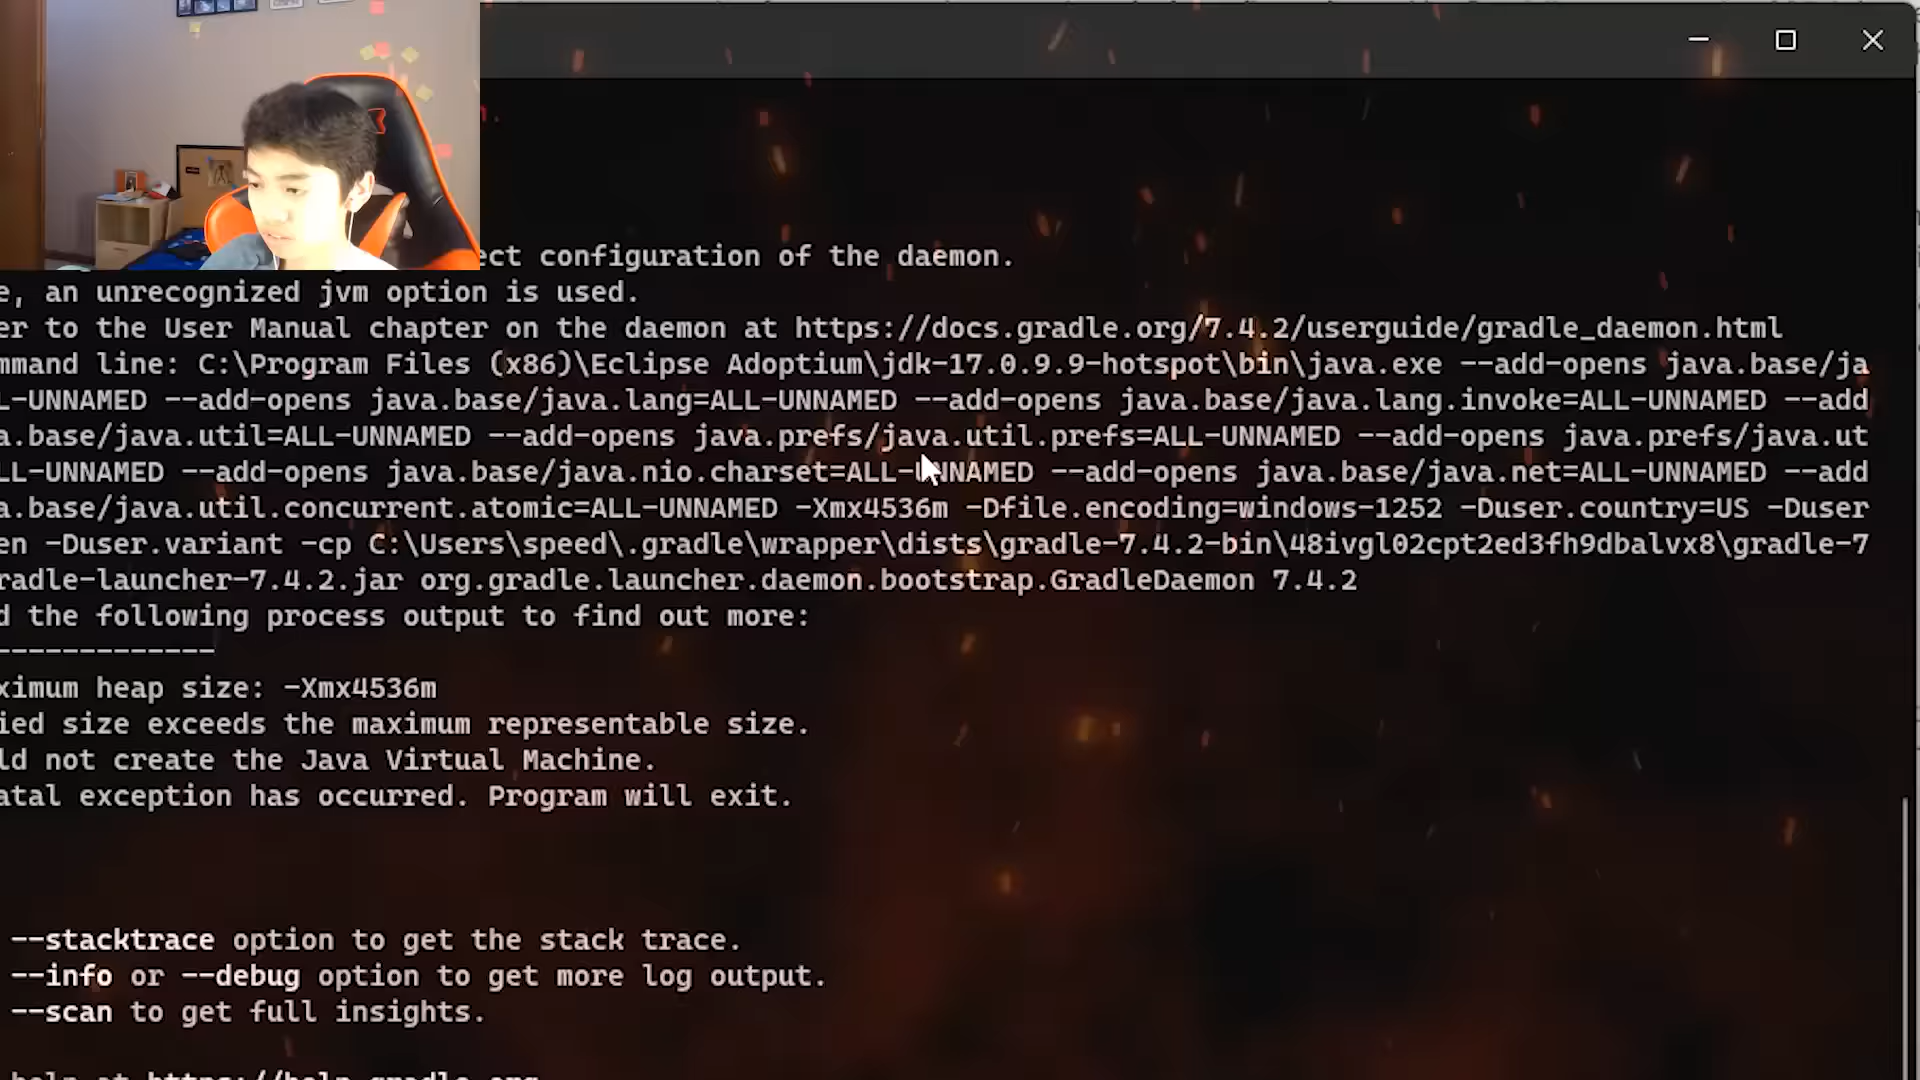 ect configuration of the daemon.
e, an unrecognized jvm option is used.
er to the User Manual chapter on the daemon at https://docs.gradle.org/7.4.2/userguide/gradle_daemon.html
mmand line: C:\Program Files (x86)\Eclipse Adoptium\jdk-17.0.9.9-hotspot\bin\java.exe --add-opens java.base/ja
L-UNNAMED --add-opens java.base/java.lang=ALL-UNNAMED --add-opens java.base/java.lang.invoke=ALL-UNNAMED --add
a.base/java.util=ALL-UNNAMED --add-opens java.prefs/java.util.prefs=ALL-UNNAMED --add-opens java.prefs/java.ut
LL-UNNAMED --add-opens java.base/java.nio.charset=ALL-UNNAMED --add-opens java.base/java.net=ALL-UNNAMED --add
a.base/java.util.concurrent.atomic=ALL-UNNAMED -Xmx4536m -Dfile.encoding=windows-1252 -Duser.country=US -Duser
en -Duser.variant -cp C:\Users\speed\.gradle\wrapper\dists\gradle-7.4.2-bin\48ivgl02cpt2ed3fh9dbalvx8\gradle-7
radle-launcher-7.4.2.jar org.gradle.launcher.daemon.bootstrap.GradleDaemon 7.4.2
d the following process output to find out more:
-------------
ximum heap size: -Xmx4536m
ied size exceeds the maximum representable size.
ld not create the Java Virtual Machine.
atal exception has occurred. Program will exit.
--stacktrace option to get the stack trace.
--info or --debug option to get more log output.
--scan to get full insights.
help at https://help.gradle.org